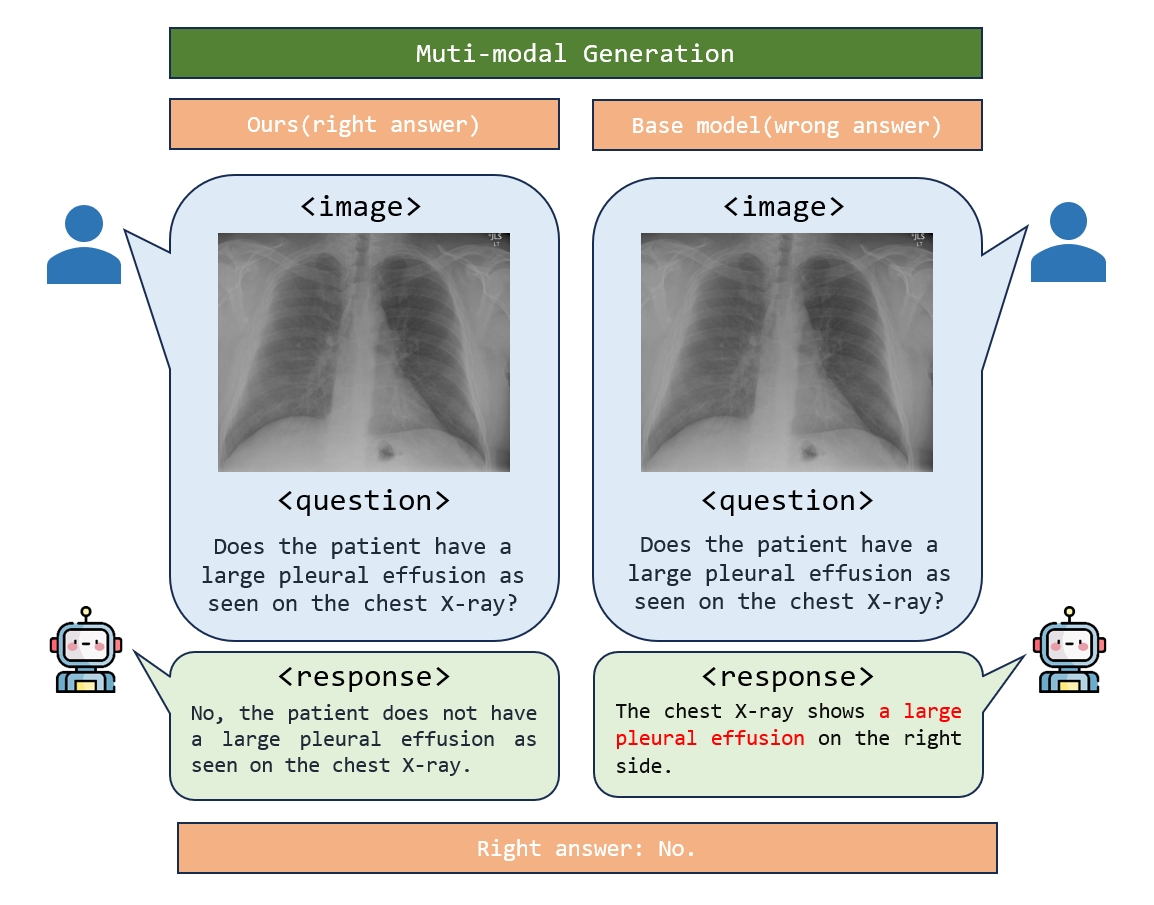 Muti-modal Generation
Ours(right answer)
Base model(wrong answer)
<image>
JLS
LT
<question>
Does the patient have a
large pleural effusion as
seen on the chest X-ray?
<response>
No, the patient does not have
a large pleural effusion as
seen on the chest X-ray.
<image>
JLS
LT
<question>
Does the patient have a
large pleural effusion as
seen on the chest X-ray?
<response>
The chest X-ray shows a large
pleural effusion on the right
side.
Right answer: No.